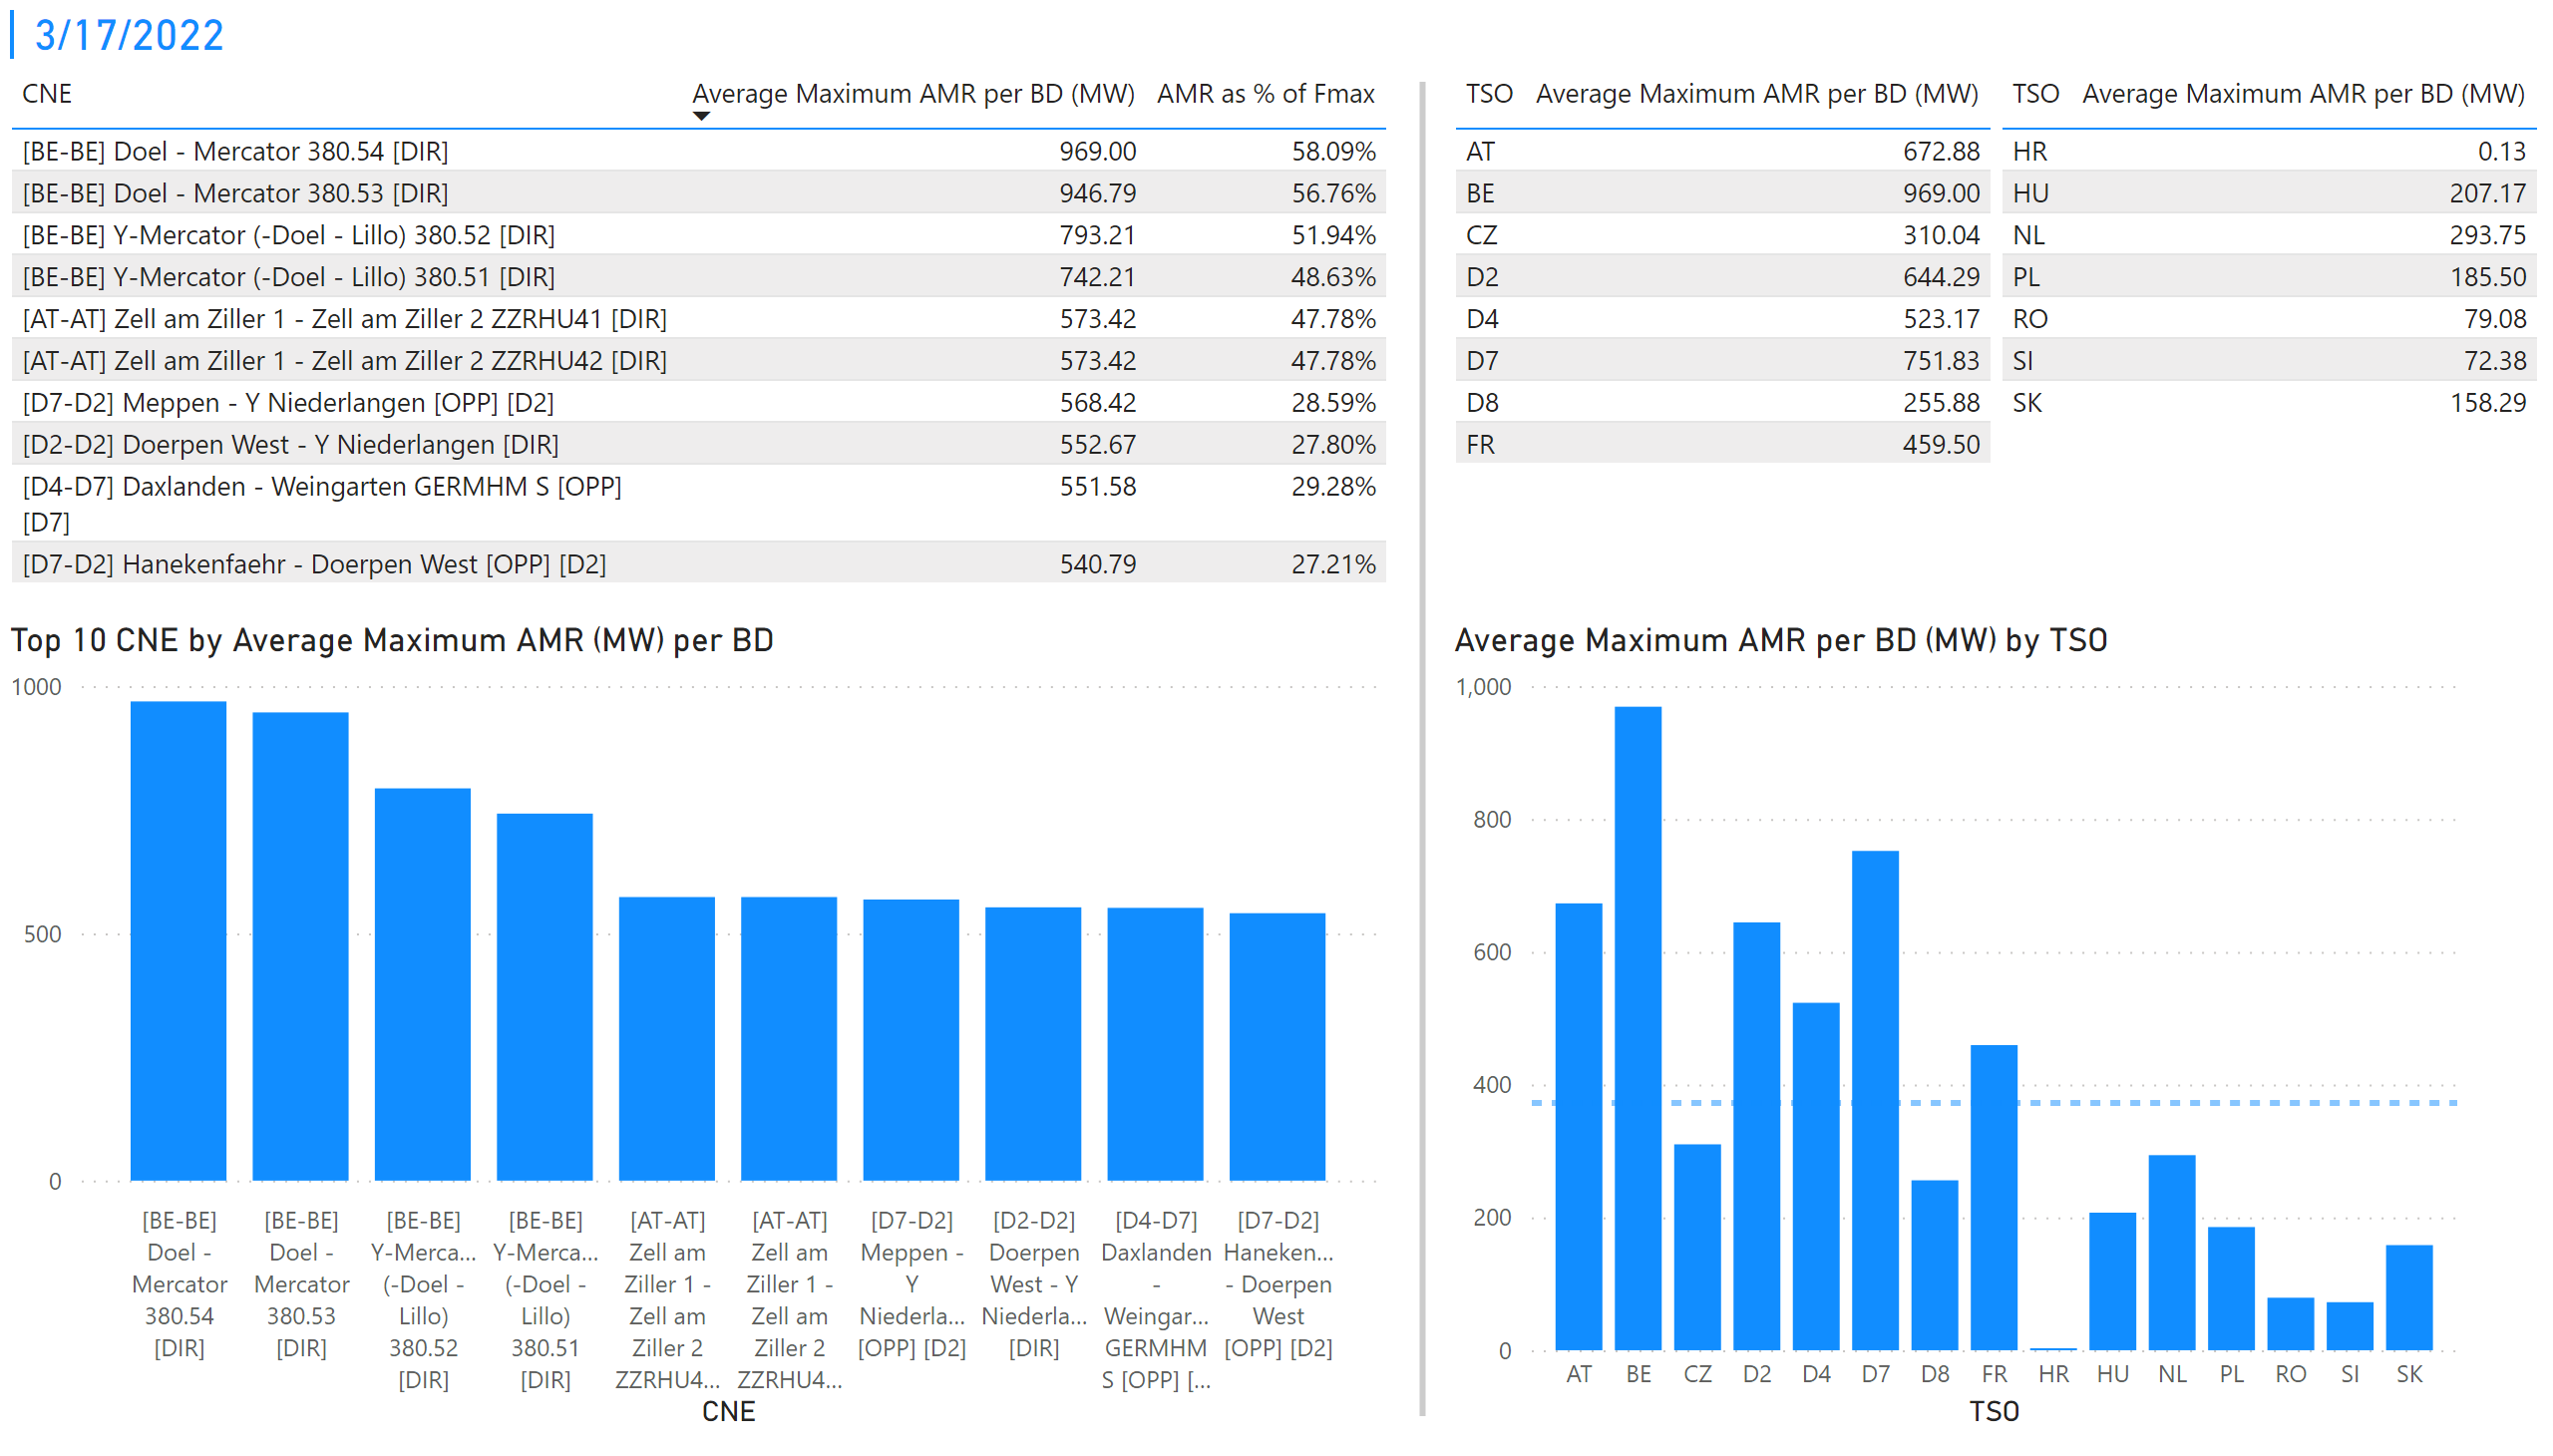 3/17/2022
CNE Average Maximum AMR per BD (MW) AMR as % of Fmax
[BE-BE] Doel - Mercator 380.54 [DIR] 969.00 58.09%
[BE-BE] Doel - Mercator 380.53 [DIR] 946.79 56.76%
[BE-BE] Y-Mercator (-Doel - Lillo) 380.52 [DIR] 793.21 51.94%
[BE-BE] Y-Mercator (-Doel - Lillo) 380.51 [DIR] 742.21 48.63%
[AT-AT] Zell am Ziller 1 - Zell am Ziller 2 ZZRHU41 [DIR] 573.42 47.78%
[AT-AT] Zell am Ziller 1 - Zell am Ziller 2 ZZRHU42 [DIR] 573.42 47.78%
[D7-D2] Meppen - Y Niederlangen [OPP] [D2] 568.42 28.59%
[D2-D2] Doerpen West - Y Niederlangen [DIR] 552.67 27.80%
[D4-D7] Daxlanden - Weingarten GERMHM S [OPP] 551.58 29.28%
[D7]
[D7-D2] Hanekenfaehr - Doerpen West [OPP] [D2] 540.79 27.21%
TSO Average Maximum AMR per BD (MW)
AT 672.88
BE 969.00
CZ 310.04
D2 644.29
D4 523.17
D7 751.83
D8 255.88
FR 459.50
TSO Average Maximum AMR per BD (MW)
HR 0.13
HU 207.17
NL 293.75
PL 185.50
RO 79.08
SI 72.38
SK 158.29
Top 10 CNE by Average Maximum AMR (MW) per BD
1000
500
0
[BE-BE]
Doel -
Mercator
380.54
[DIR]
[BE-BE]
Doel -
Mercator
380.53
[DIR]
[BE-BE]
Y-Merca...
(-Doel -
Lillo)
380.52
[DIR]
[BE-BE]
Y-Merca...
(-Doel -
Lillo)
380.51
[DIR]
[AT-AT]
Zell am
Ziller 1 -
Zell am
Ziller 2
ZZRHU4...
[AT-AT]
Zell am
Ziller 1 -
Zell am
Ziller 2
ZZRHU4...
[D7-D2]
Meppen -
Y
Niederla...
[OPP] [D2]
[D2-D2]
Doerpen
West - Y
Niederla...
[DIR]
[D4-D7]
Daxlanden
-
Weingar...
GERMHM
S [OPP] [...
[D7-D2]
Haneken...
- Doerpen
West
[OPP] [D2]
CNE
Average Maximum AMR per BD (MW) by TSO
1,000
800
600
400
200
0
AT BE CZ D2 D4 D7 D8 FR HR HU NL PL RO SI SK
TSO